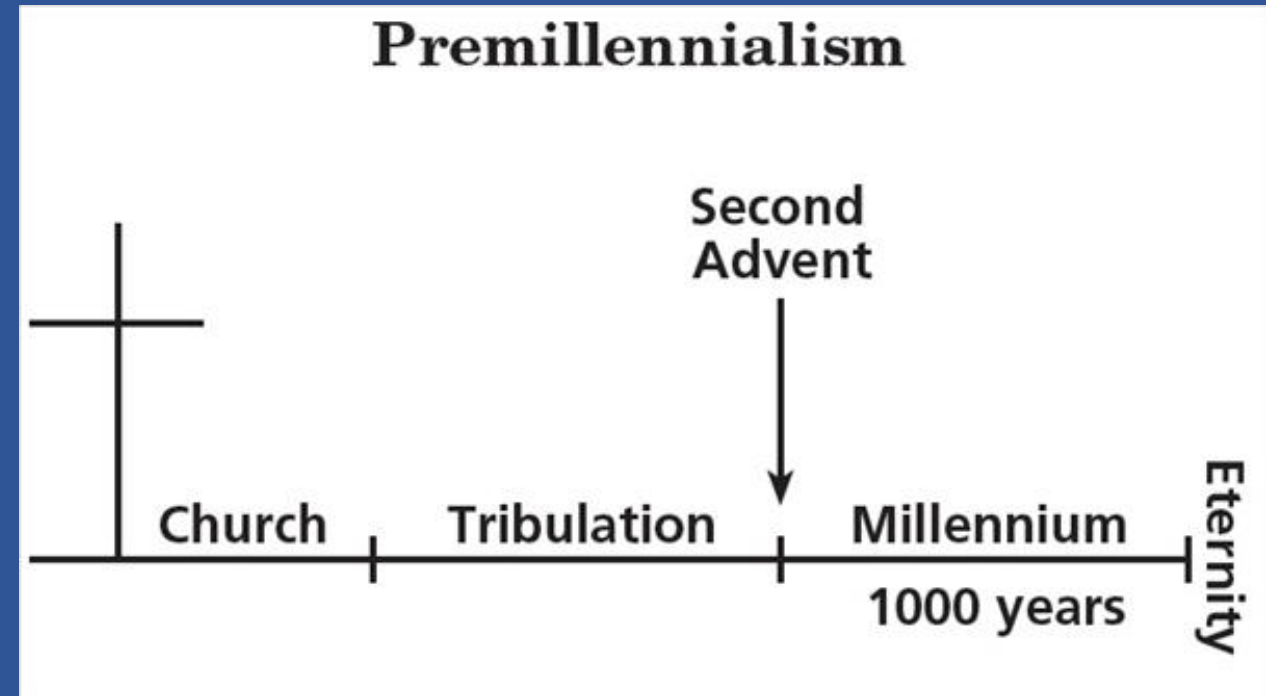 Premillennialism
Second
Advent
Church
Tribulation
Millennium
1000 years
Eternity